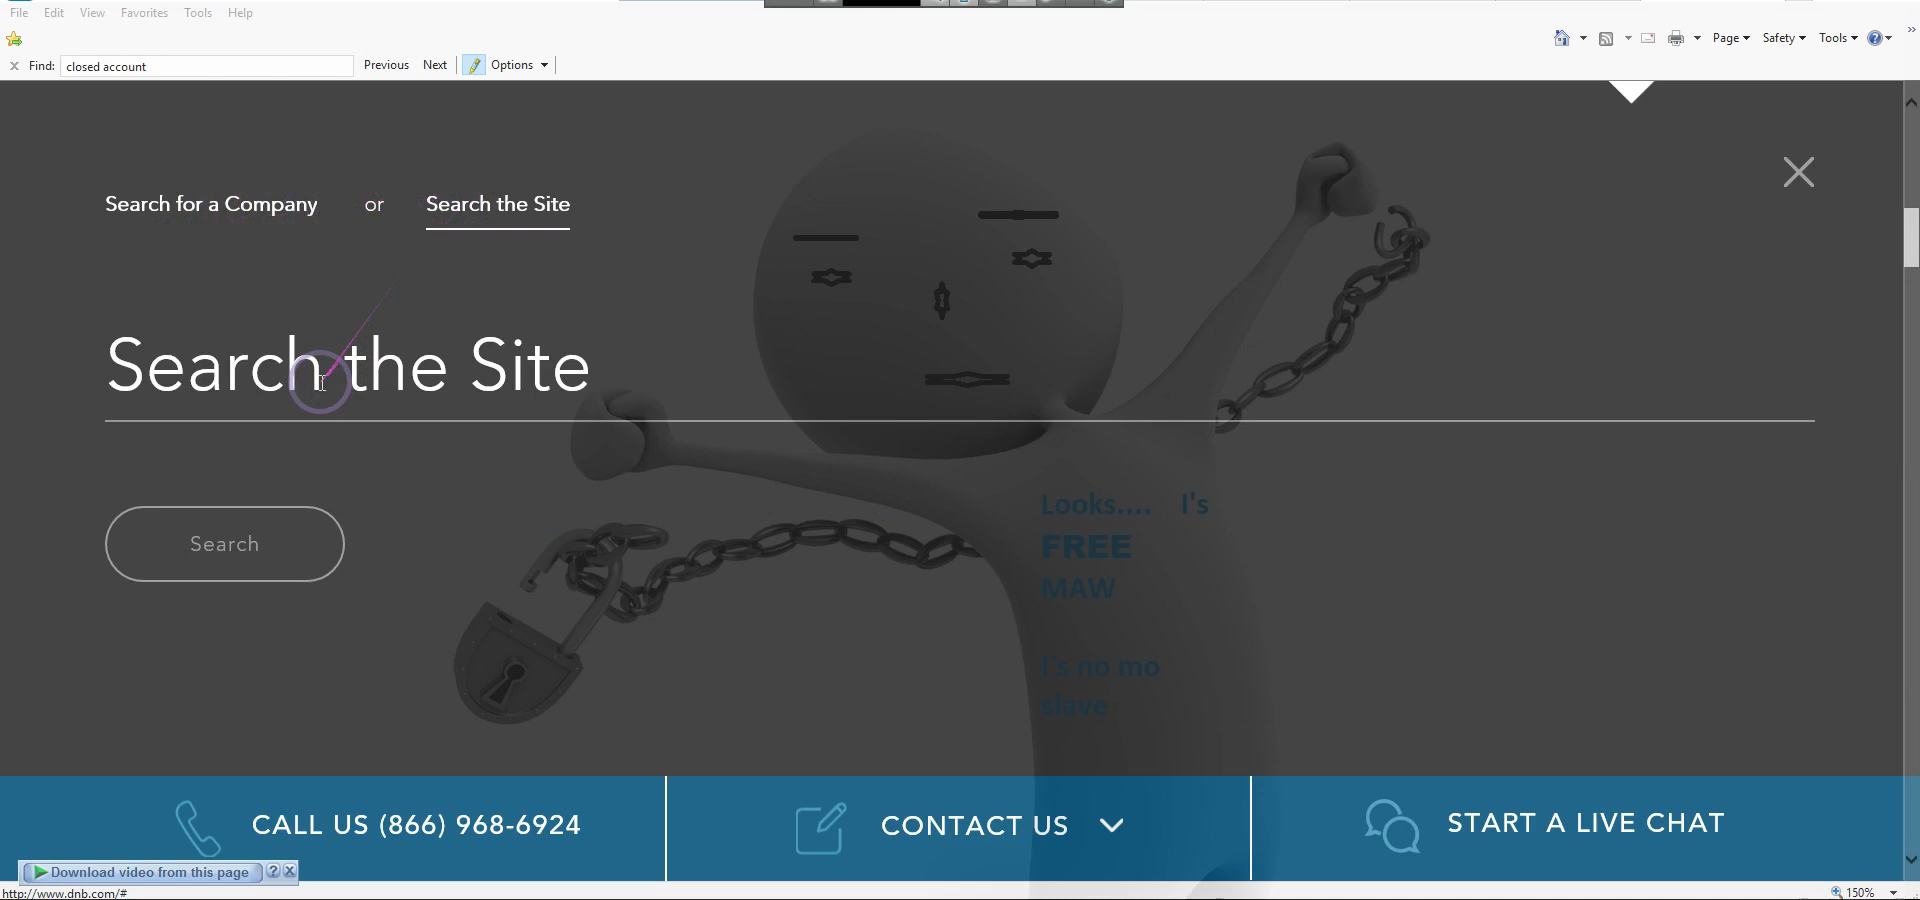 File Edit View Favorites Tools Help
Page Safety Tools
Find: closed account Previous Next Options
Search for a Company or Search the Site
Search the Site
Search
Looks.... I's
FREE
MAW
I's no mo
slave
CALL US (866) 968-6924 CONTACT US START A LIVE CHAT
Download video from this page
http://www.dnb.com/# 150%